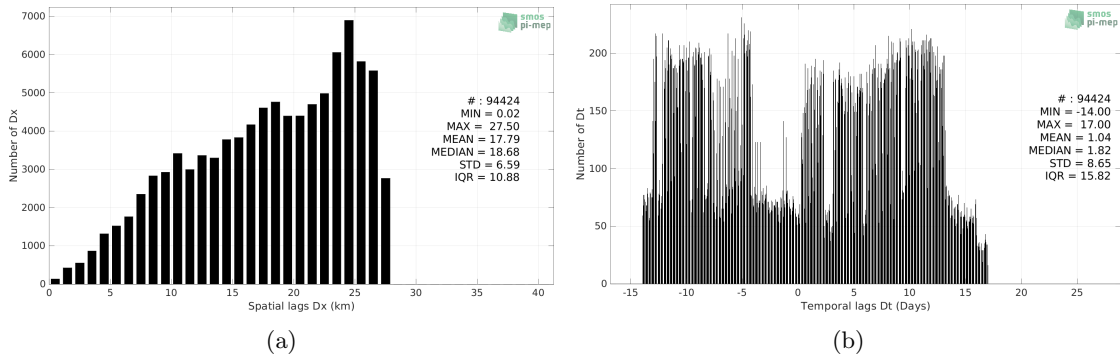 7000
6000
5000
4000
3000
2000
1000
0
Number of Dx
0 5 10 15 20 25 30 35 40
Spatial lags Dx (km)
smos
pi-mep
# : 94424
MIN = 0.02
MAX = 27.50
MEAN = 17.79
MEDIAN = 18.68
STD = 6.59
IQR = 10.88
(a)
200
150
100
50
0
Number of Dt
-15 -10 -5 0 5 10 15 20 25
Temporal lags Dt (Days)
smos
pi-mep
# : 94424
MIN = -14.00
MAX = 17.00
MEAN = 1.04
MEDIAN = 1.82
STD = 8.65
IQR = 15.82
(b)